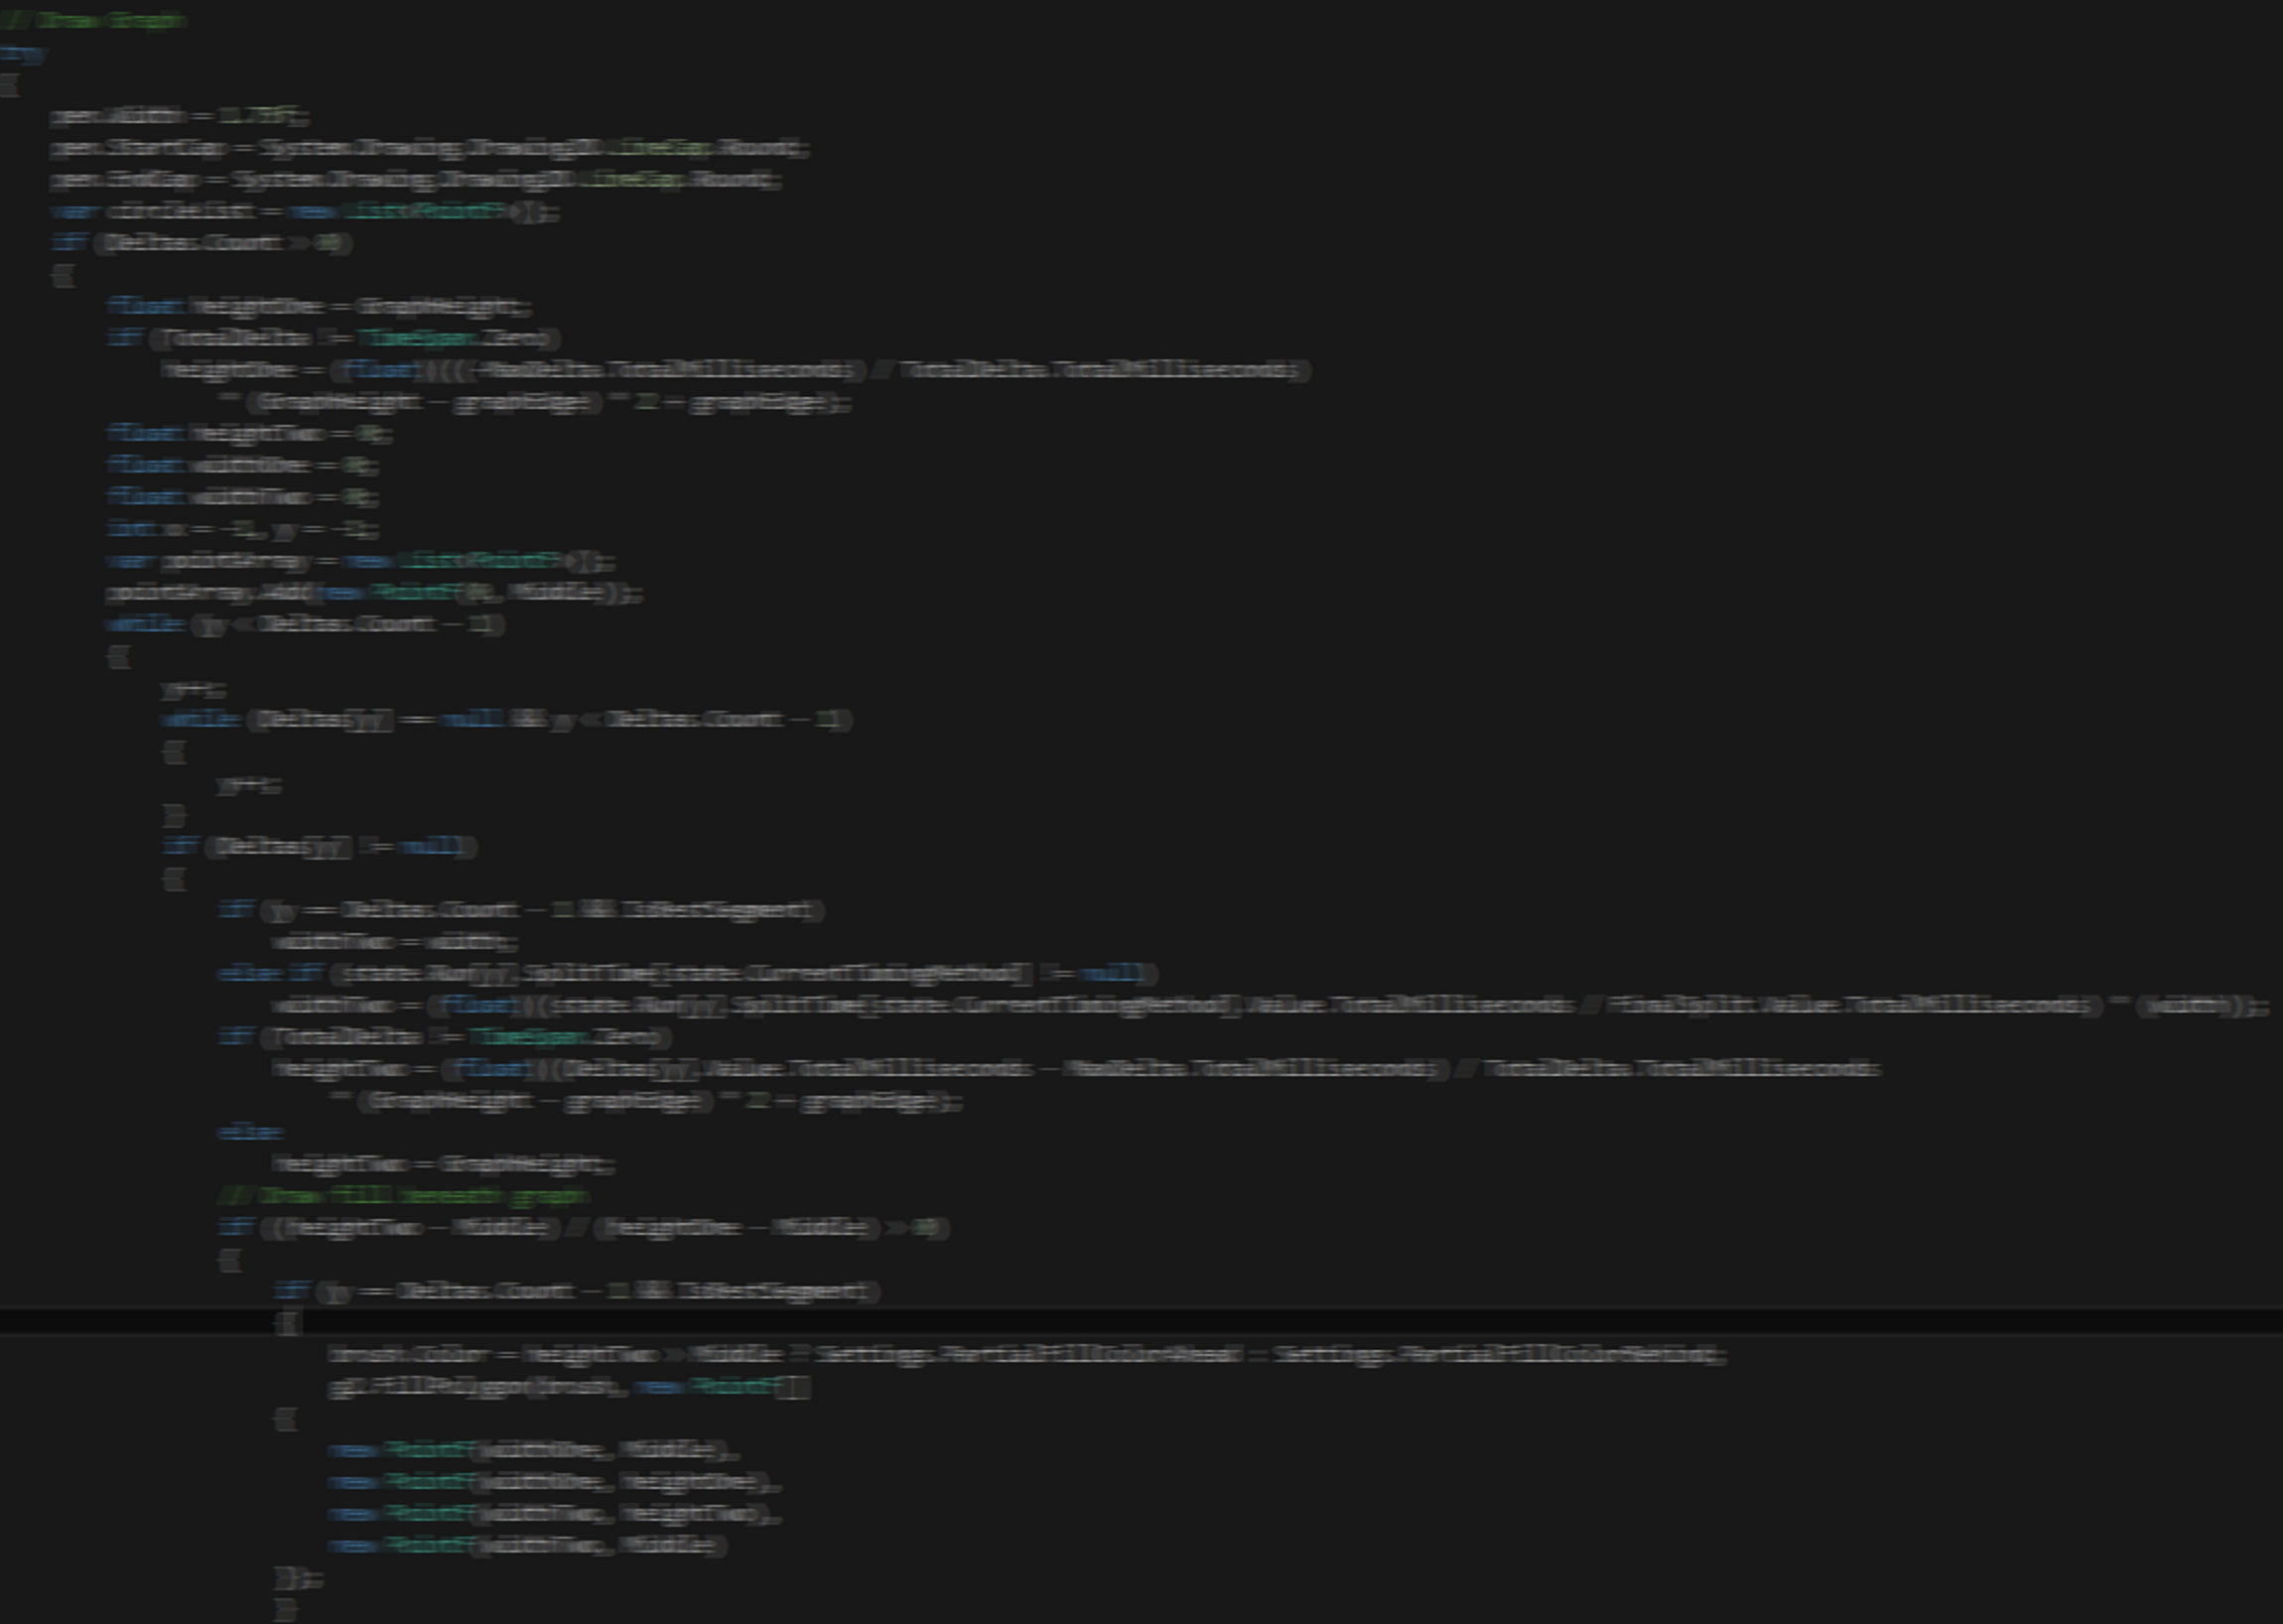 // Draw Graph
try
{
pen.Width = 1.75f;
pen.StartCap = System.Drawing.Drawing2D.LineCap.Round;
pen.EndCap = System.Drawing.Drawing2D.LineCap.Round;
var circleList = new List<PointF>();
if (Deltas.Count > 0)
{
float heightOne = GraphHeight;
if (TotalDelta != TimeSpan.Zero)
heightOne = (float)(((-MaxDelta.TotalMilliseconds) / TotalDelta.TotalMilliseconds)
* (GraphHeight - graphEdge) * 2 + graphEdge);
float heightTwo = 0;
float widthOne = 0;
float widthTwo = 0;
int y =
var pointArray = new List<PointF>();
pointArray.Add(new PointF(0, Middle));
while (y < Deltas.Count - 1)
{
y++;
while (Deltas[y] == null && y < Deltas.Count - 1)
{
y++;
}
if (Deltas[y] != null)
{
if (y == Deltas.Count - 1 && IsBestSegment)
widthTwo = width;
else if (state.Run[y].SplitTime[state.CurrentTimingMethod] != null)
widthTwo = (float)((state.Run[y].SplitTime[state.CurrentTimingMethod].Value.TotalMilliseconds / FinalSplit.Value.TotalMilliseconds) * (width));
if (TotalDelta != TimeSpan.Zero)
heightTwo = (float)((Deltas[y].Value.TotalMilliseconds - MaxDelta.TotalMilliseconds) / TotalDelta.TotalMilliseconds
* (GraphHeight - graphEdge) * 2 + graphEdge);
else
heightTwo = GraphHeight;
// Draw fill beneath graph
if ((heightTwo - Middle) / (heightOne - Middle) > 0)
{
if (y == Deltas.Count - 1 && IsBestSegment)
{
brush.Color = heightTwo > Middle ? Settings.PartialFillColorAhead : Settings.PartialFillColorBehind;
g2.FillPolygon(brush, new PointF[]
{
new PointF(widthOne, Middle),
new PointF(widthOne, heightOne),
new PointF(widthTwo, heightTwo),
new PointF(widthTwo, Middle)
});
}